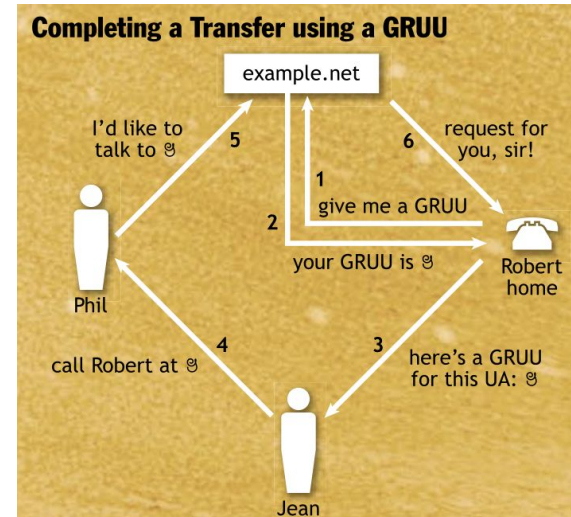 Completing a Transfer using a GRUU
example.net
I'd like to
talk to
5
6
request for
you, sir!
1
give me a GRUU
2
your GRUU is
Robert
home
Phil
4
3
call Robert at
here's a GRUU
for this UA:
Jean